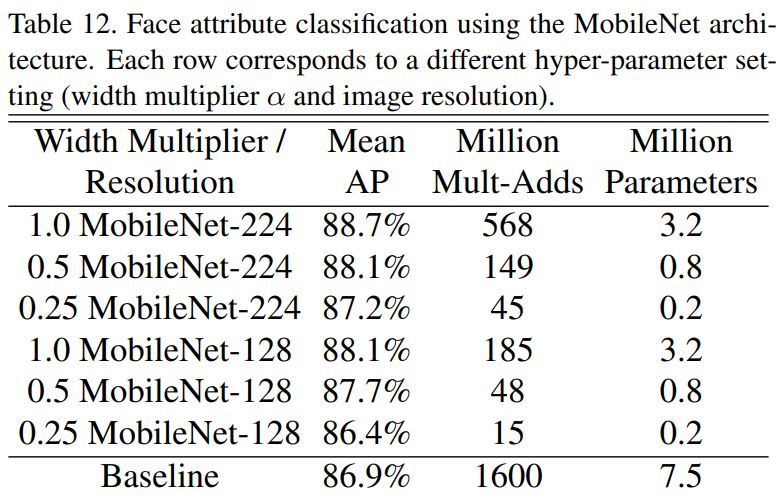 Table 12. Face attribute classification using the MobileNet archi-
tecture. Each row corresponds to a different hyper-parameter set-
ting (width multiplier α and image resolution).
Width Multiplier / Mean Million Million
Resolution AP Mult-Adds Parameters
1.0 MobileNet-224 88.7% 568 3.2
0.5 MobileNet-224 88.1% 149 0.8
0.25 MobileNet-224 87.2% 45 0.2
1.0 MobileNet-128 88.1% 185 3.2
0.5 MobileNet-128 87.7% 48 0.8
0.25 MobileNet-128 86.4% 15 0.2
Baseline 86.9% 1600 7.5